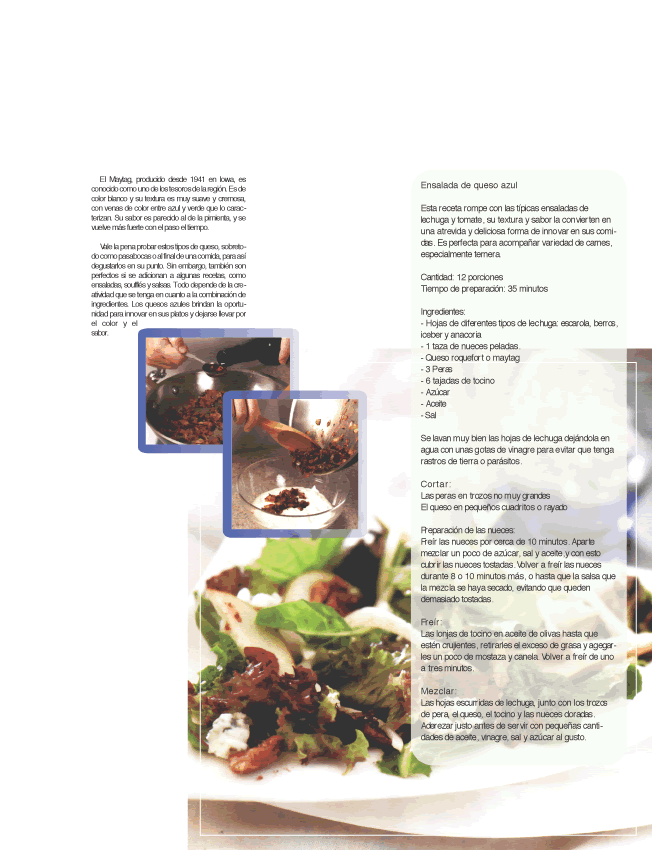 El Maytag, producido desde 1941 en Iowa, es
conocido como uno de los tesoros de la región. Es de
color blanco y su textura es muy suave y cremosa,
con venas de color entre azul y verde que lo carac-
terizan. Su sabor es parecido al de la pimienta, y se
vuelve más fuerte con el paso el tiempo.
Vale la pena probar estos tipos de queso, sobreto-
do como pasabocas o al final de una comida, para así
degustarlos en su punto. Sin embargo, también son
perfectos si se adicionan a algunas recetas, como
ensaladas, soufflés y salsas. Todo depende de la cre-
atividad que se tenga en cuanto a la combinación de
ingredientes. Los quesos azules brindan la oportu-
nidad para innovar en sus platos y dejarse llevar por
el color y el
sabor.
Ensalada de queso azul
Esta receta rompe con las típicas ensaladas de
lechuga y tomate, su textura y sabor la convierten en
una atrevida y deliciosa forma de innovar en sus comi-
das. Es perfecta para acompañar variedad de carnes,
especialmente ternera.
Cantidad: 12 porciones
Tiempo de preparación: 35 minutos
Ingredientes:
- Hojas de diferentes tipos de lechuga: escarola, berros,
iceber y anacoria
- 1 taza de nueces peladas.
- Queso roquefort o maytag
- 3 Peras
- 6 tajadas de tocino
- Azúcar
- Aceite
- Sal
Se lavan muy bien las hojas de lechuga dejándola en
agua con unas gotas de vinagre para evitar que tenga
rastros de tierra o parásitos.
Cortar:
Las peras en trozos no muy grandes
El queso en pequeños cuadritos o rayado
Preparación de las nueces:
Freír las nueces por cerca de 10 minutos. Aparte
mezclar un poco de azúcar, sal y aceite y con esto
cubrir las nueces tostadas. Volver a freír las nueces
durante 8 o 10 minutos más, o hasta que la salsa que
la mezcla se haya secado, evitando que queden
demasiado tostadas.
Freír:
Las lonjas de tocino en aceite de olivas hasta que
estén crujientes, retirarles el exceso de grasa y agegar-
les un poco de mostaza y canela. Volver a freír de uno
a tres minutos.
Mezclar:
Las hojas escurridas de lechuga, junto con los trozos
de pera, el queso, el tocino y las nueces doradas.
Aderezar justo antes de servir con pequeñas canti-
dades de aceite, vinagre, sal y azúcar al gusto.